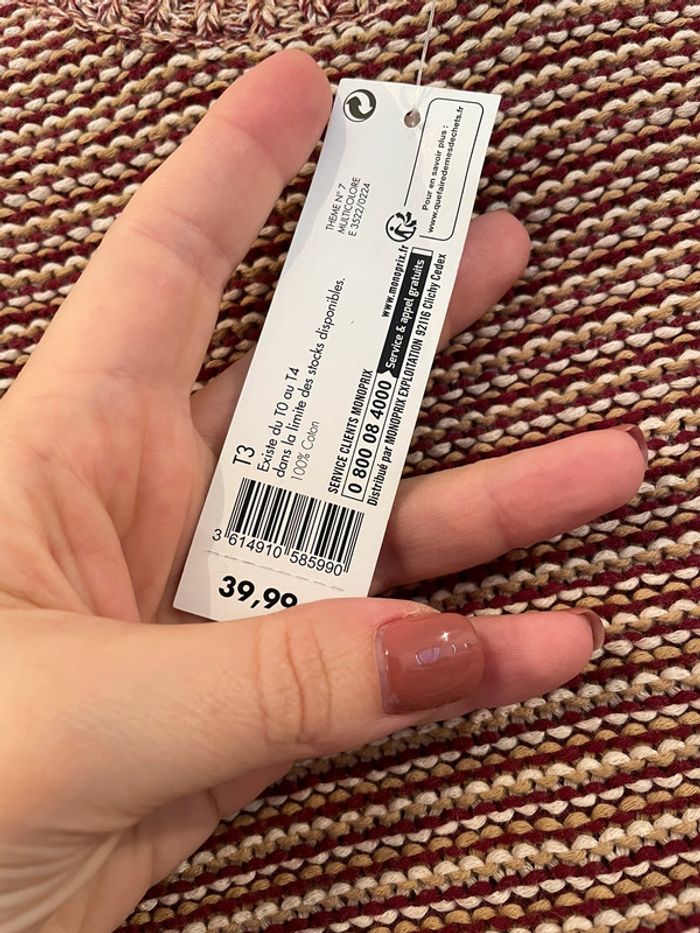 THEME N° 7
MULTICOLORE
E 3522/0224
Pour en savoir plus :
www.quefairedemesdechets.fr
T3
Existe du T0 au T4
dans la limite des stocks disponibles.
100% Coton
SERVICE CLIENTS MONOPRIX
www.monoprix.fr
0 800 08 4000 Service & appel gratuits
Distribué par MONOPRIX EXPLOITATION 92116 Clichy Cedex
3 614910 585990
39,99